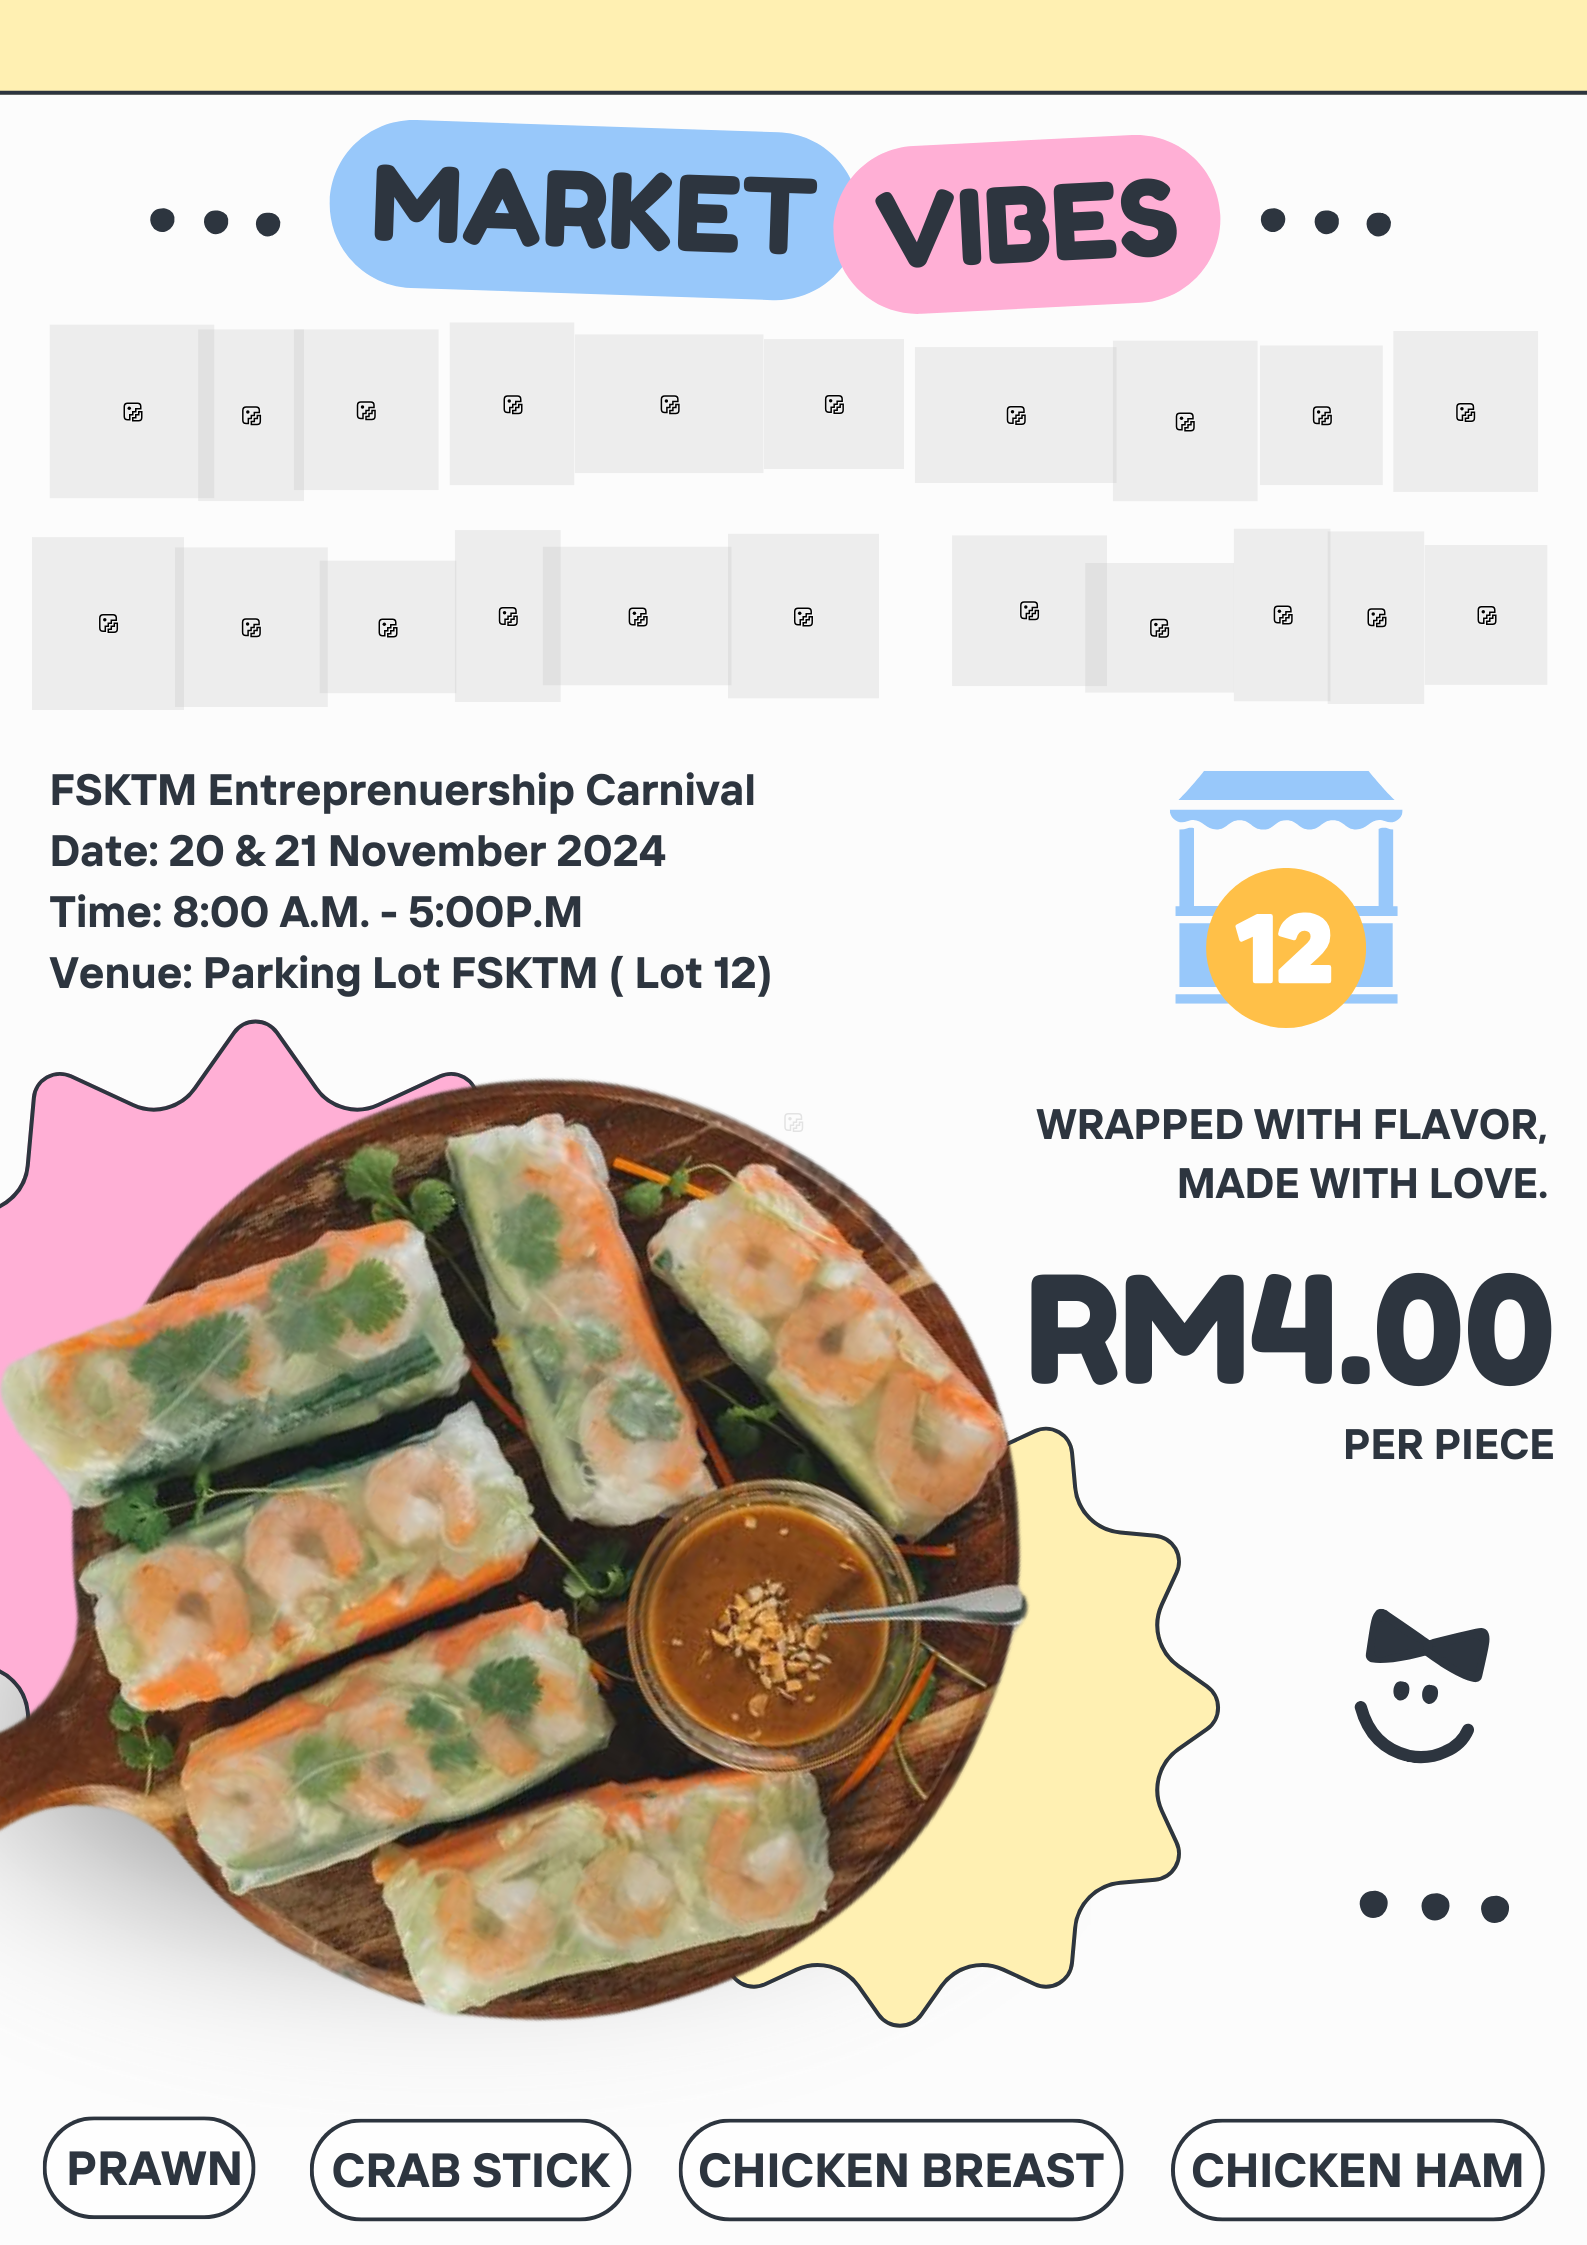 MARKET VIBES
FSKTM Entreprenuership Carnival
Date: 20 & 21 November 2024
Time: 8:00 A.M. - 5:00P.M
Venue: Parking Lot FSKTM ( Lot 12)
12
WRAPPED WITH FLAVOR,
MADE WITH LOVE.
RM4.00
PER PIECE
PRAWN
CRAB STICK
CHICKEN BREAST
CHICKEN HAM